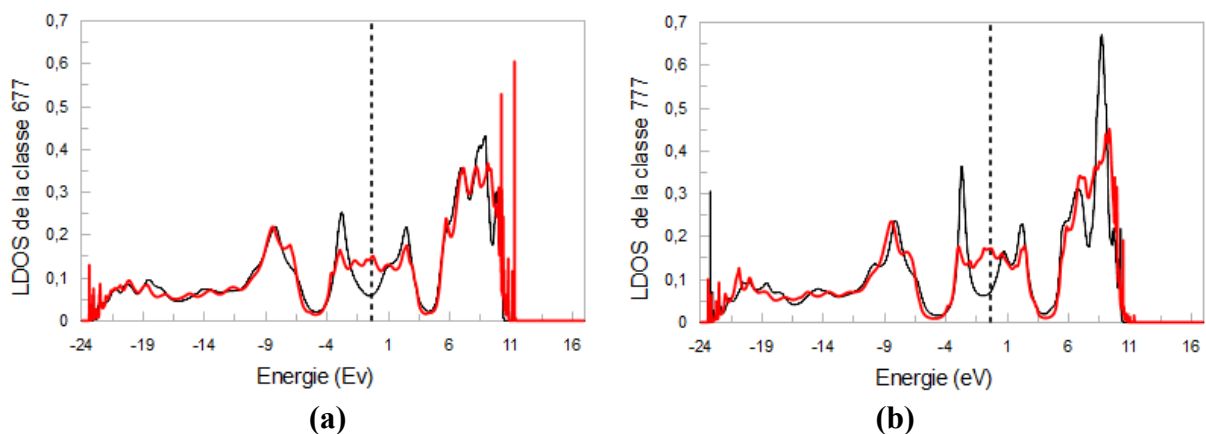 LDOS de la classe 677
0,7
0,6
0,5
0,4
0,3
0,2
0,1
0
-24 -19 -14 -9 -4 1 6 11 16
Energie (Ev)
(a)
LDOS de la classe 777
0,7
0,6
0,5
0,4
0,3
0,2
0,1
0
-24 -19 -14 -9 -4 1 6 11 16
Energie (eV)
(b)